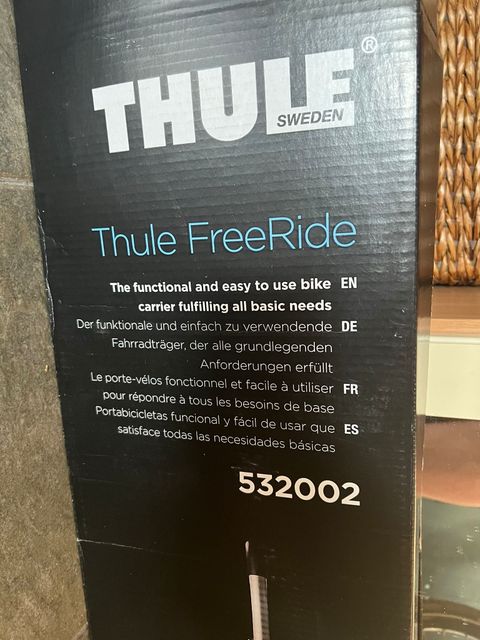 THULE®
SWEDEN
Thule FreeRide
The functional and easy to use bike EN
carrier fulfilling all basic needs
Der funktionale und einfach zu verwendende DE
Fahrradträger, der alle grundlegenden
Anforderungen erfüllt
Le porte-vélos fonctionnel et facile à utiliser FR
pour répondre à tous les besoins de base
Portabicicletas funcional y fácil de usar que ES
satisface todas las necesidades básicas
532002